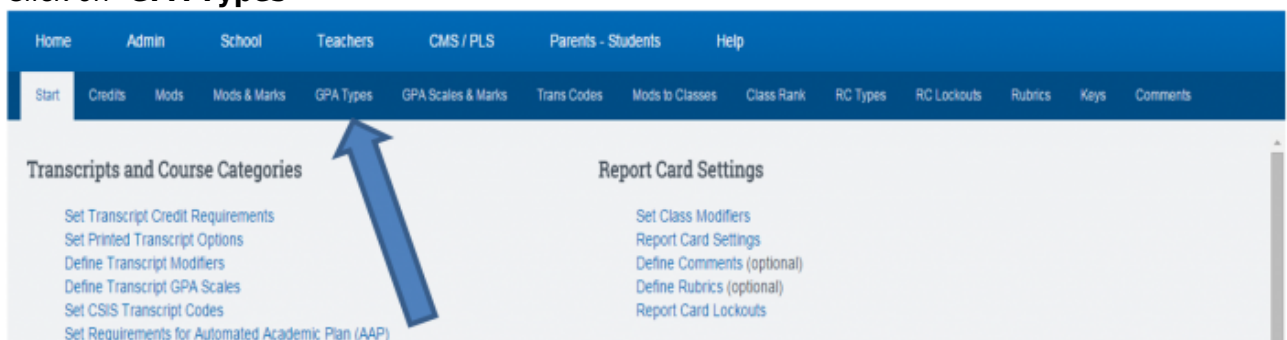 Click on "GPA Types"
Home Admin School Teachers CMS / PLS Parents - Students Help
Start Credits Mods Mods & Marks GPA Types GPA Scales & Marks Trans Codes Mods to Classes Class Rank RC Types RC Lockouts Rubrics Keys Comments
Transcripts and Course Categories
Set Transcript Credit Requirements
Set Printed Transcript Options
Define Transcript Modifiers
Define Transcript GPA Scales
Set CSIS Transcript Codes
Set Requirements for Automated Academic Plan (AAP)
Report Card Settings
Set Class Modifiers
Report Card Settings
Define Comments (optional)
Define Rubrics (optional)
Report Card Lockouts